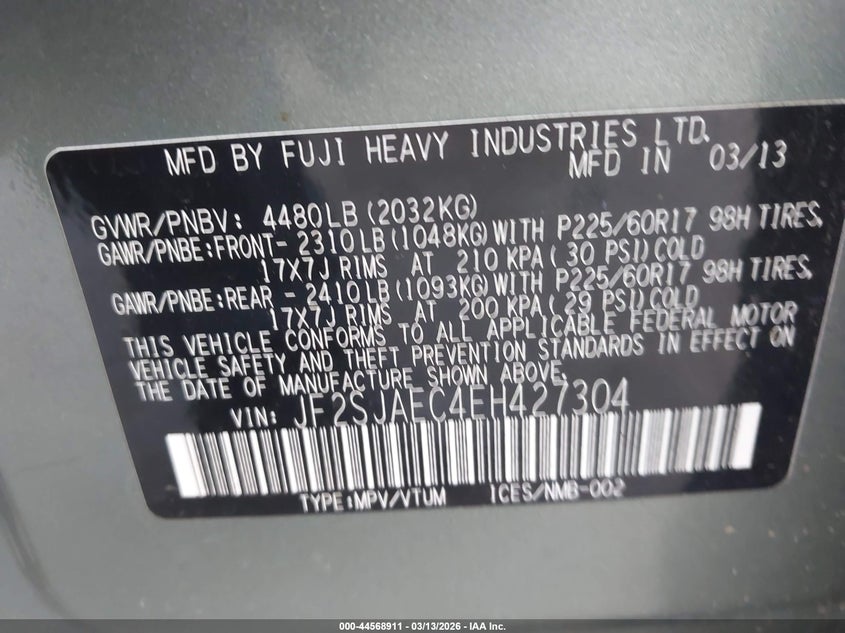 MFD BY FUJI HEAVY INDUSTRIES LTD.
MFD IN 03/13
GVWR/PNBV: 4480LB(2032KG)
GAWR/PNBE:FRONT- 2310LB(1048KG)WITH P225/60R17 98H TIRES,
17X7J RIMS AT 210 KPA( 30 PSI)COLD
GAWR/PNBE:REAR - 2410LB(1093KG)WITH P225/60R17 98H TIRES,
17X7J RIMS AT 200 KPA(29 PSI)COLD
THIS VEHICLE CONFORMS TO ALL APPLICABLE FEDERAL MOTOR
VEHICLE SAFETY AND THEFT PREVENTION STANDARDS IN EFFECT ON
THE DATE OF MANUFACTURE SHOWN ABOVE.
VIN: JF2SJAEC4EH427304
TYPE:MPV/VTUM ICES/NMB-002
000-44568911 - 03/13/2026 - IAA Inc.